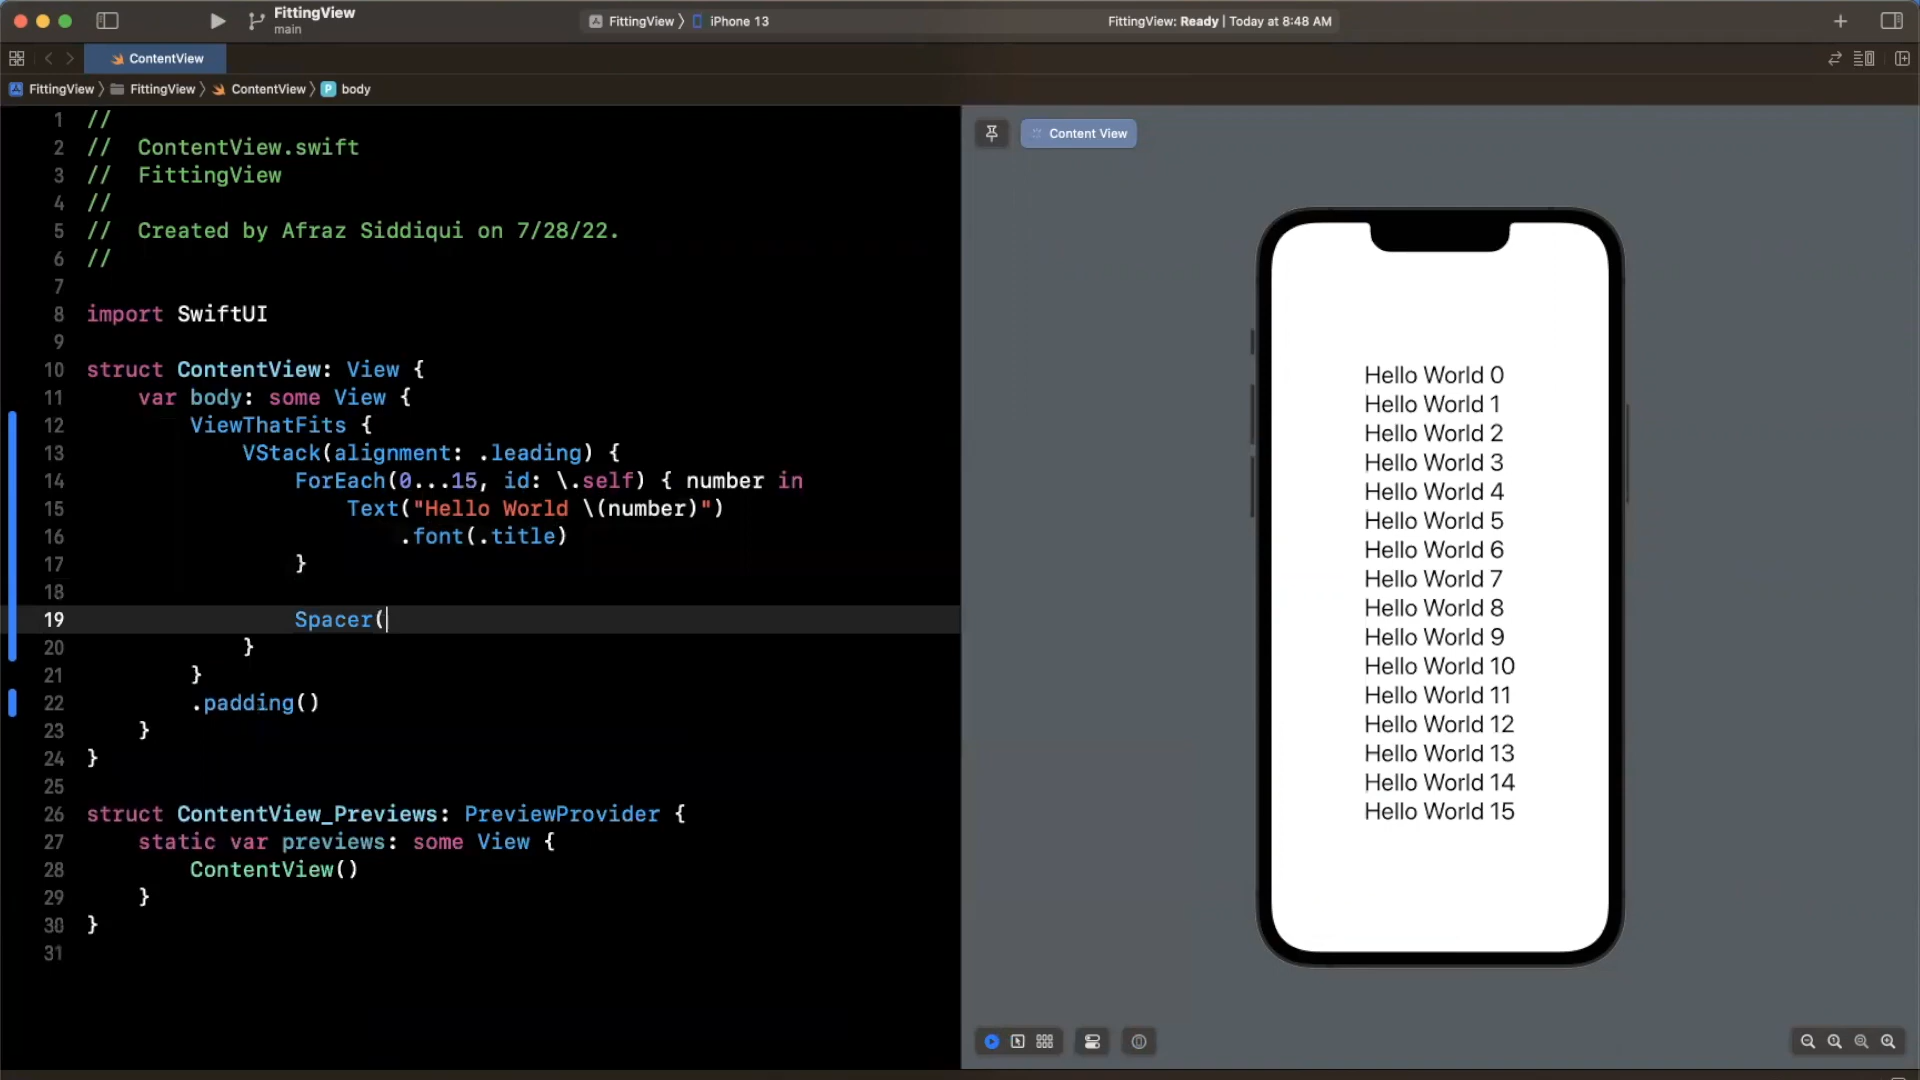 FittingView
main
FittingView 〉 iPhone 13
FittingView: Ready | Today at 8:48 AM
ContentView
FittingView 〉 FittingView 〉 ContentView 〉 P body
1 //
2 //  ContentView.swift
3 //  FittingView
4 //
5 //  Created by Afraz Siddiqui on 7/28/22.
6 //
7
8 import SwiftUI
9
10 struct ContentView: View {
11     var body: some View {
12         ViewThatFits {
13             VStack(alignment: .leading) {
14                 ForEach(0...15, id: \.self) { number in
15                     Text("Hello World \(number)")
16                         .font(.title)
17                 }
18
19                 Spacer(
20             }
21         }
22         .padding()
23     }
24 }
25
26 struct ContentView_Previews: PreviewProvider {
27     static var previews: some View {
28         ContentView()
29     }
30 }
31
Content View
Hello World 0
Hello World 1
Hello World 2
Hello World 3
Hello World 4
Hello World 5
Hello World 6
Hello World 7
Hello World 8
Hello World 9
Hello World 10
Hello World 11
Hello World 12
Hello World 13
Hello World 14
Hello World 15